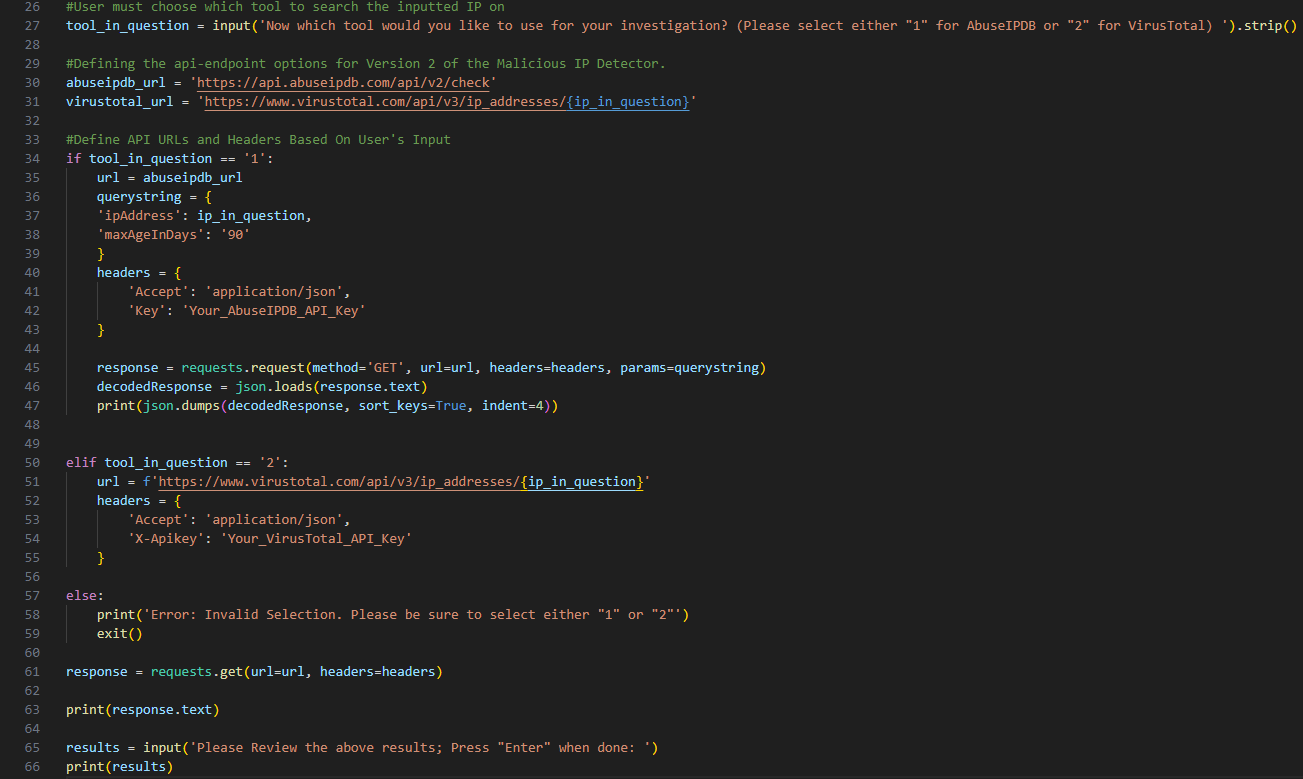 26 #User must choose which tool to search the inputted IP on
27 tool_in_question = input('Now which tool would you like to use for your investigation? (Please select either "1" for AbuseIPDB or "2" for VirusTotal) ').strip()
28
29 #Defining the api-endpoint options for Version 2 of the Malicious IP Detector.
30 abuseipdb_url = 'https://api.abuseipdb.com/api/v2/check'
31 virustotal_url = 'https://www.virustotal.com/api/v3/ip_addresses/{ip_in_question}'
32
33 #Define API URLs and Headers Based On User's Input
34 if tool_in_question == '1':
35     url = abuseipdb_url
36     querystring = {
37     'ipAddress': ip_in_question,
38     'maxAgeInDays': '90'
39     }
40     headers = {
41         'Accept': 'application/json',
42         'Key': 'Your_AbuseIPDB_API_Key'
43     }
44
45     response = requests.request(method='GET', url=url, headers=headers, params=querystring)
46     decodedResponse = json.loads(response.text)
47     print(json.dumps(decodedResponse, sort_keys=True, indent=4))
48
49
50 elif tool_in_question == '2':
51     url = f'https://www.virustotal.com/api/v3/ip_addresses/{ip_in_question}'
52     headers = {
53         'Accept': 'application/json',
54         'X-Apikey': 'Your_VirusTotal_API_Key'
55     }
56
57 else:
58     print('Error: Invalid Selection. Please be sure to select either "1" or "2"')
59     exit()
60
61 response = requests.get(url=url, headers=headers)
62
63 print(response.text)
64
65 results = input('Please Review the above results; Press "Enter" when done: ')
66 print(results)